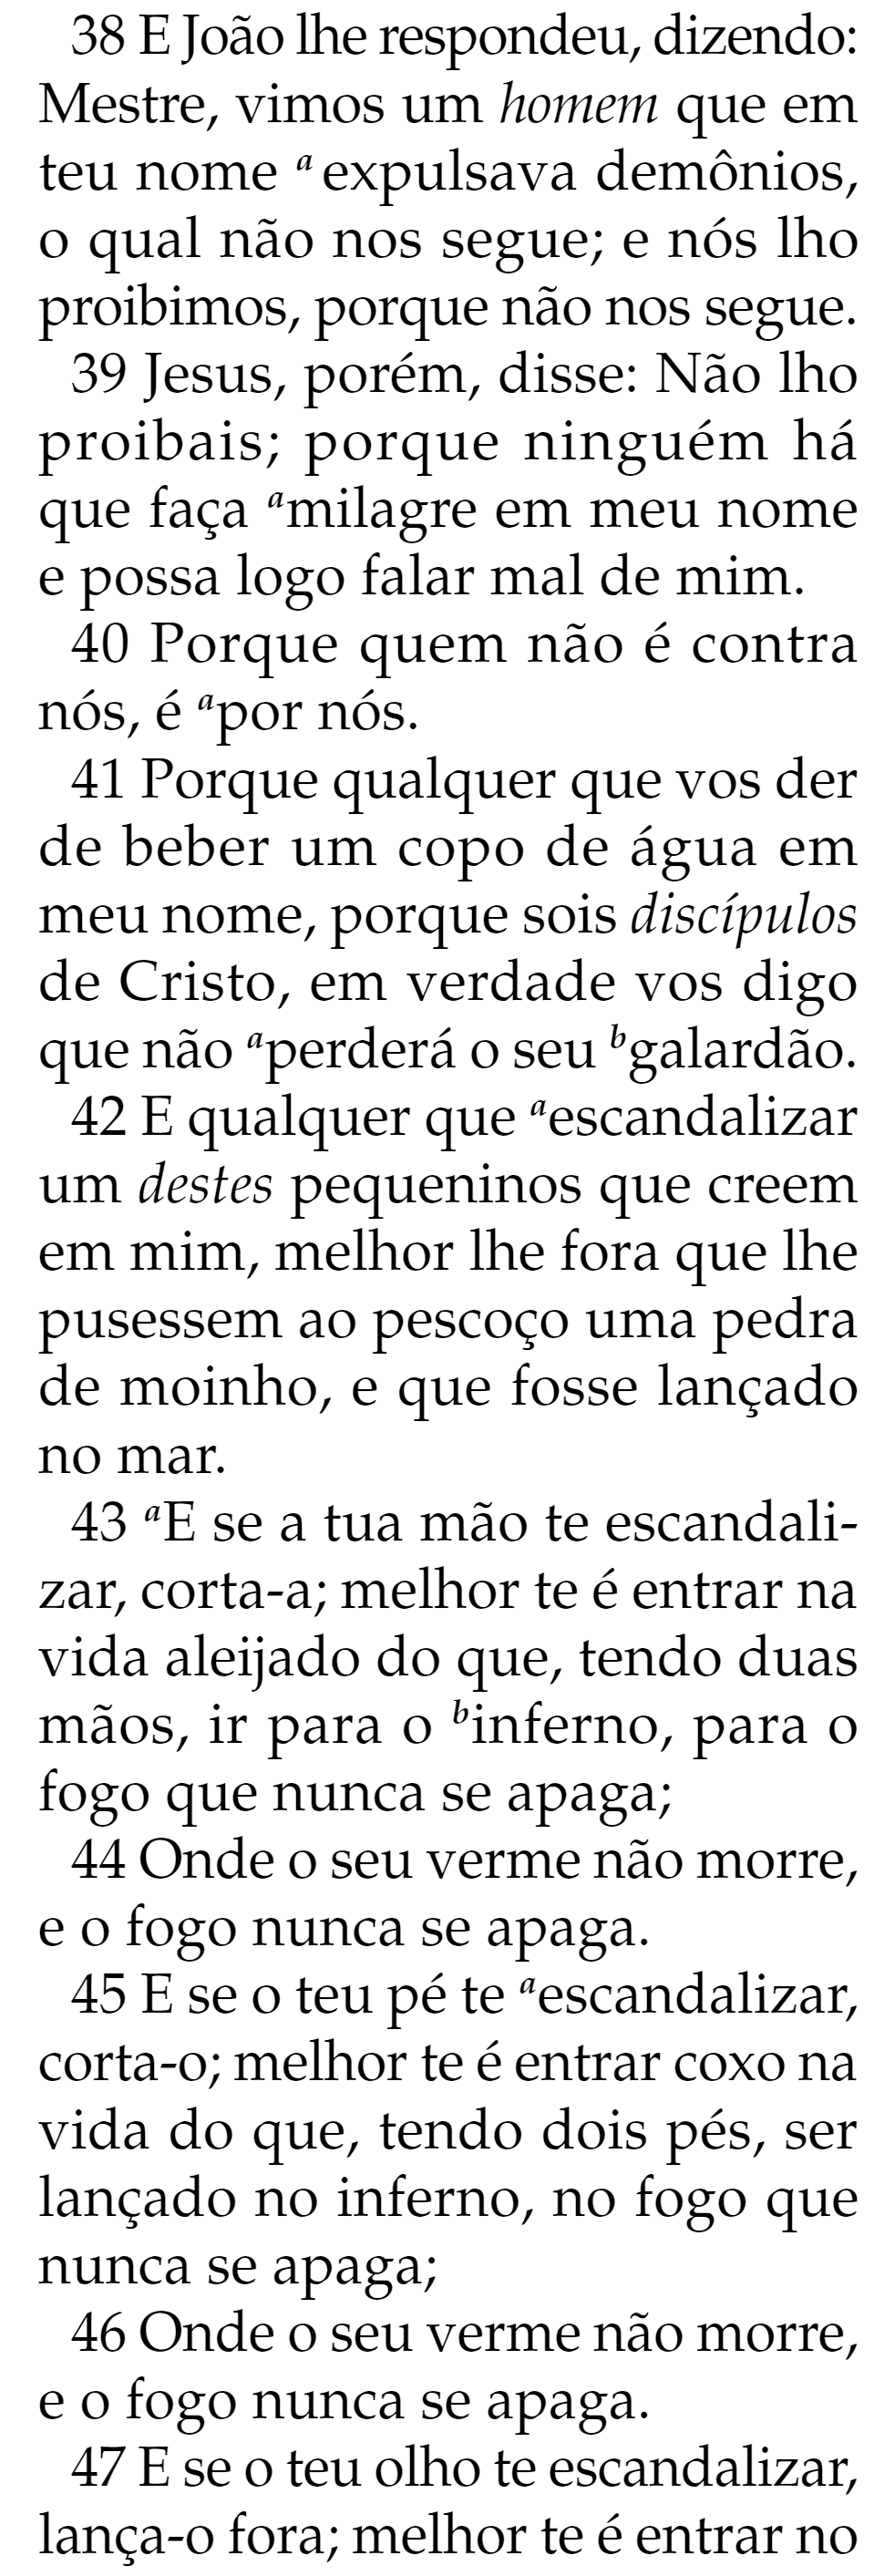 38 E João lhe respondeu, dizendo:
Mestre, vimos um homem que em
teu nome a expulsava demônios,
o qual não nos segue; e nós lho
proibimos, porque não nos segue.
39 Jesus, porém, disse: Não lho
proibais; porque ninguém há
que faça amilagre em meu nome
e possa logo falar mal de mim.
40 Porque quem não é contra
nós, é apor nós.
41 Porque qualquer que vos der
de beber um copo de água em
meu nome, porque sois discípulos
de Cristo, em verdade vos digo
que não aperderá o seu bgalardão.
42 E qualquer que aescandalizar
um destes pequeninos que creem
em mim, melhor lhe fora que lhe
pusessem ao pescoço uma pedra
de moinho, e que fosse lançado
no mar.
43 aE se a tua mão te escandali-
zar, corta-a; melhor te é entrar na
vida aleijado do que, tendo duas
mãos, ir para o binferno, para o
fogo que nunca se apaga;
44 Onde o seu verme não morre,
e o fogo nunca se apaga.
45 E se o teu pé te aescandalizar,
corta-o; melhor te é entrar coxo na
vida do que, tendo dois pés, ser
lançado no inferno, no fogo que
nunca se apaga;
46 Onde o seu verme não morre,
e o fogo nunca se apaga.
47 E se o teu olho te escandalizar,
lança-o fora; melhor te é entrar no